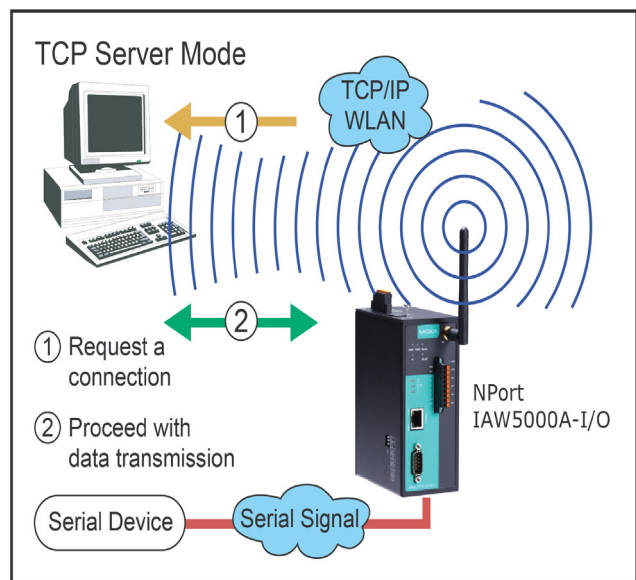 TCP Server Mode
TCP/IP
WLAN
1
2
1 Request a
connection
2 Proceed with
data transmission
MOXA
NPort
IAW5000A-I/O
Serial Device
Serial Signal